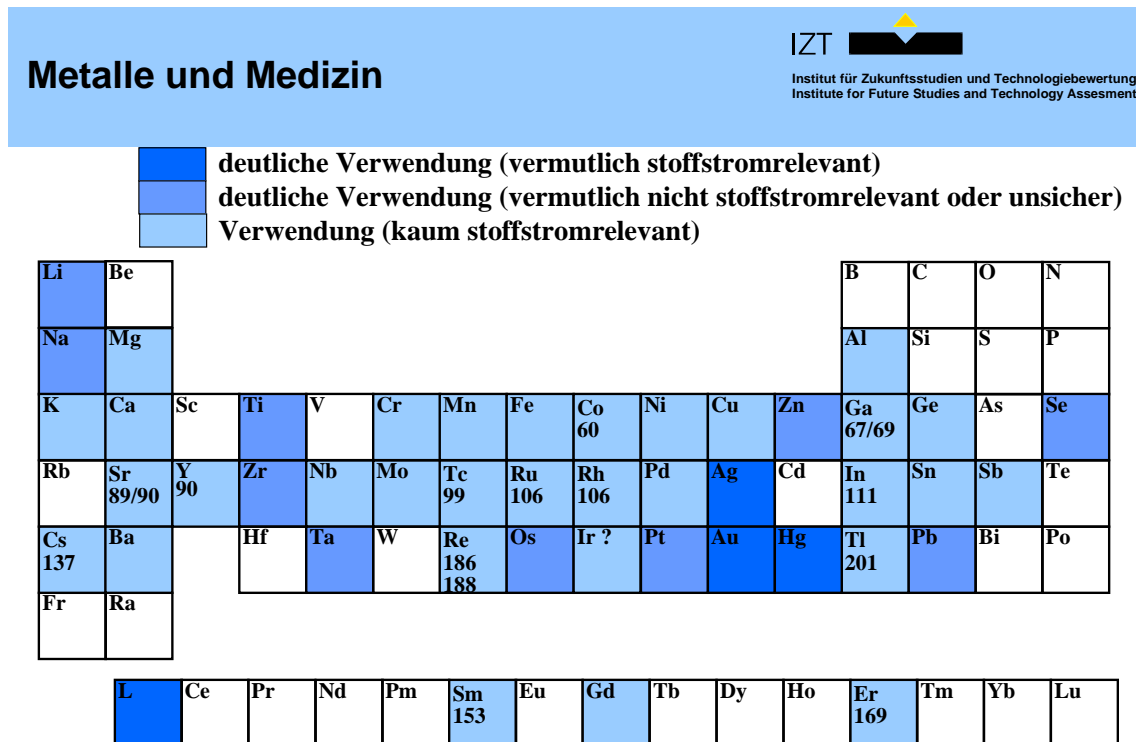 IZT
Metalle und Medizin
Institut für Zukunftsstudien und Technologiebewertung
Institute for Future Studies and Technology Assesment
deutliche Verwendung (vermutlich stoffstromrelevant)
deutliche Verwendung (vermutlich nicht stoffstromrelevant oder unsicher)
Verwendung (kaum stoffstromrelevant)
Li Be B C O N
Na Mg Al Si S P
K Ca Sc Ti V Cr Mn Fe Co Ni Cu Zn Ga Ge As Se
60 67/69
Rb Sr Y Zr Nb Mo Tc Ru Rh Pd Ag Cd In Sn Sb Te
89/90 90 99 106 106 111
Cs Ba Hf Ta W Re Os Ir ? Pt Au Hg Tl Pb Bi Po
137 186 201
188
Fr Ra
L Ce Pr Nd Pm Sm Eu Gd Tb Dy Ho Er Tm Yb Lu
153 169